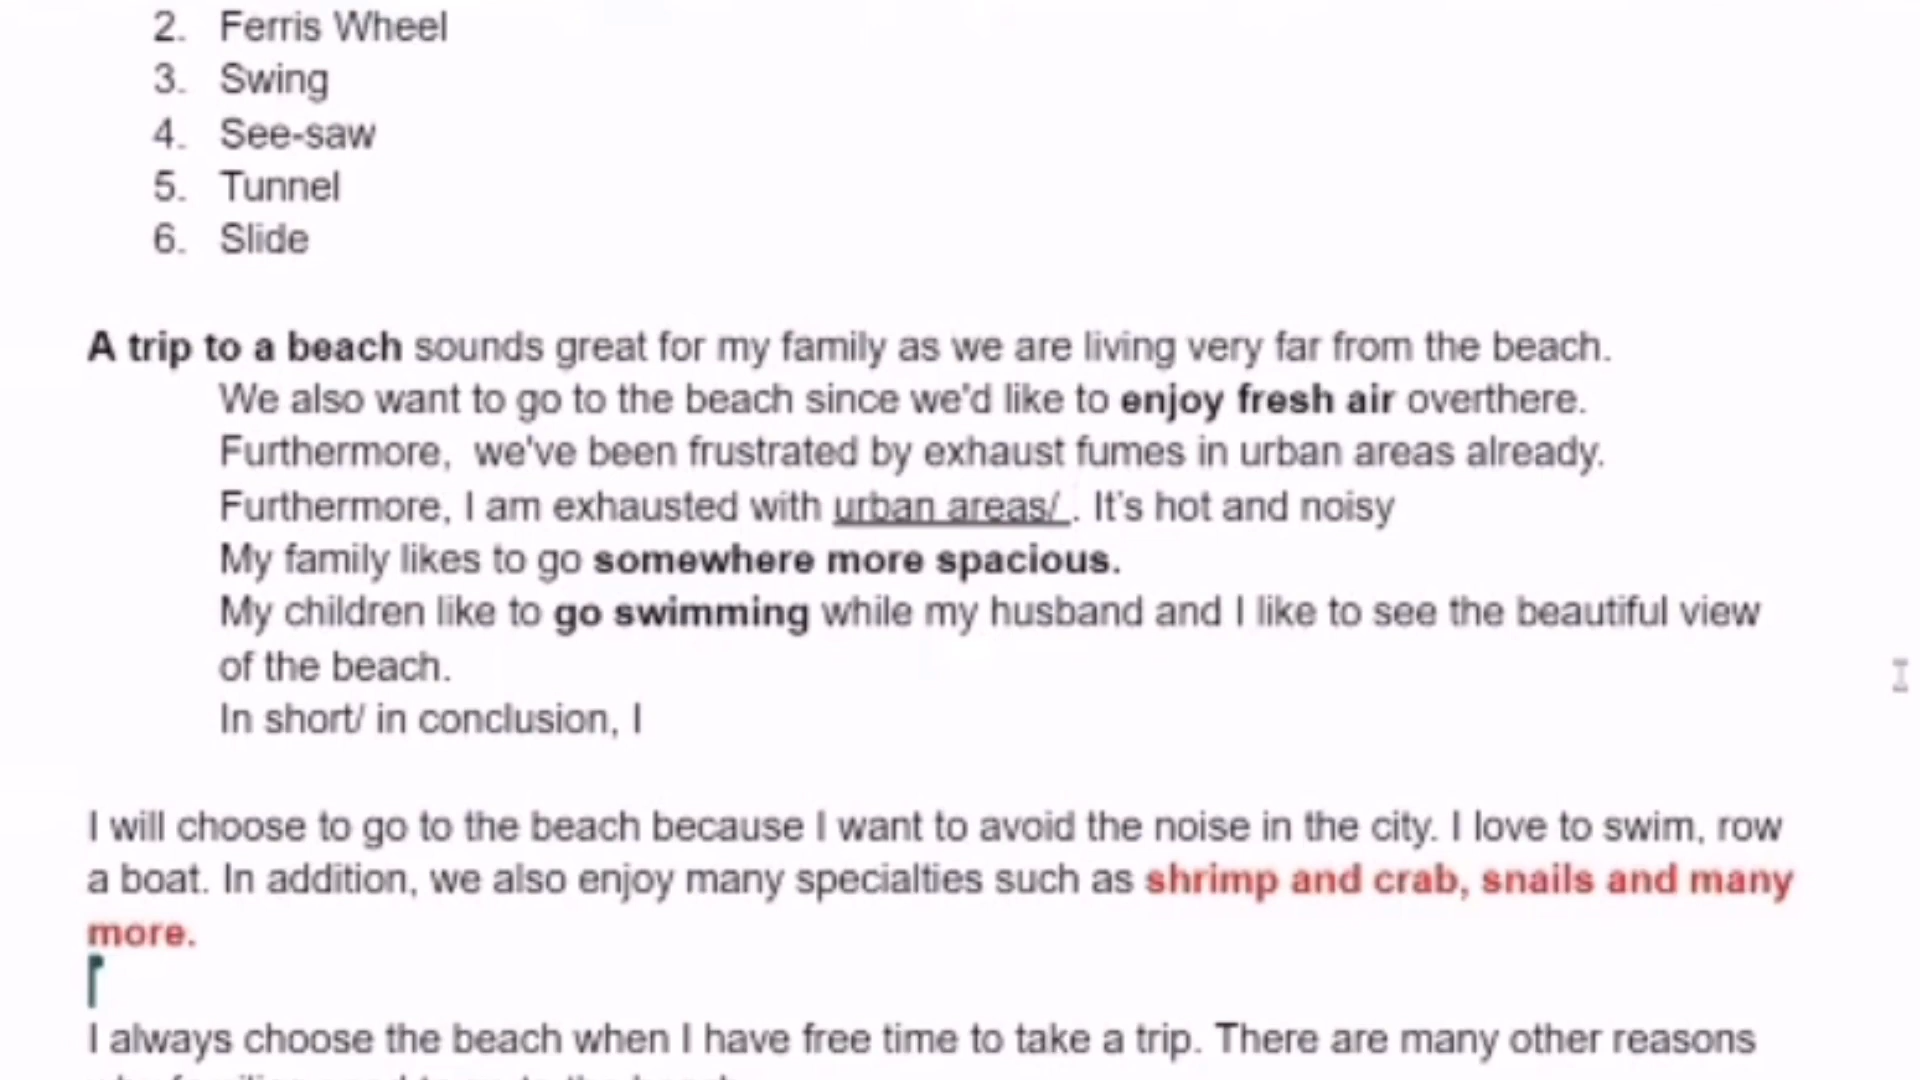 2. Ferris Wheel
3. Swing
4. See-saw
5. Tunnel
6. Slide
A trip to a beach sounds great for my family as we are living very far from the beach.
We also want to go to the beach since we'd like to enjoy fresh air overthere.
Furthermore, we've been frustrated by exhaust fumes in urban areas already.
Furthermore, I am exhausted with urban areas/ . It's hot and noisy
My family likes to go somewhere more spacious.
My children like to go swimming while my husband and I like to see the beautiful view
of the beach.
In short/ in conclusion, I
I will choose to go to the beach because I want to avoid the noise in the city. I love to swim, row
a boat. In addition, we also enjoy many specialties such as shrimp and crab, snails and many
more.
I always choose the beach when I have free time to take a trip. There are many other reasons